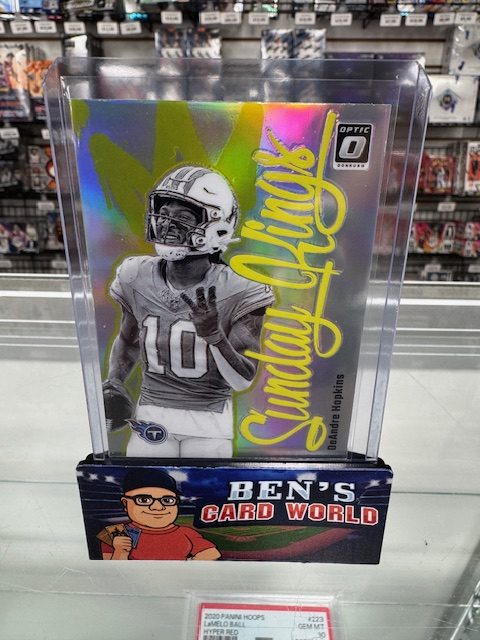 OPTIC
DONRUSS
Sunday Kings
DeAndre Hopkins
10
BEN'S
CARD WORLD
2020 PANINI HOOPS #223
LaMELO BALL GEM MT
HYPER RED 10